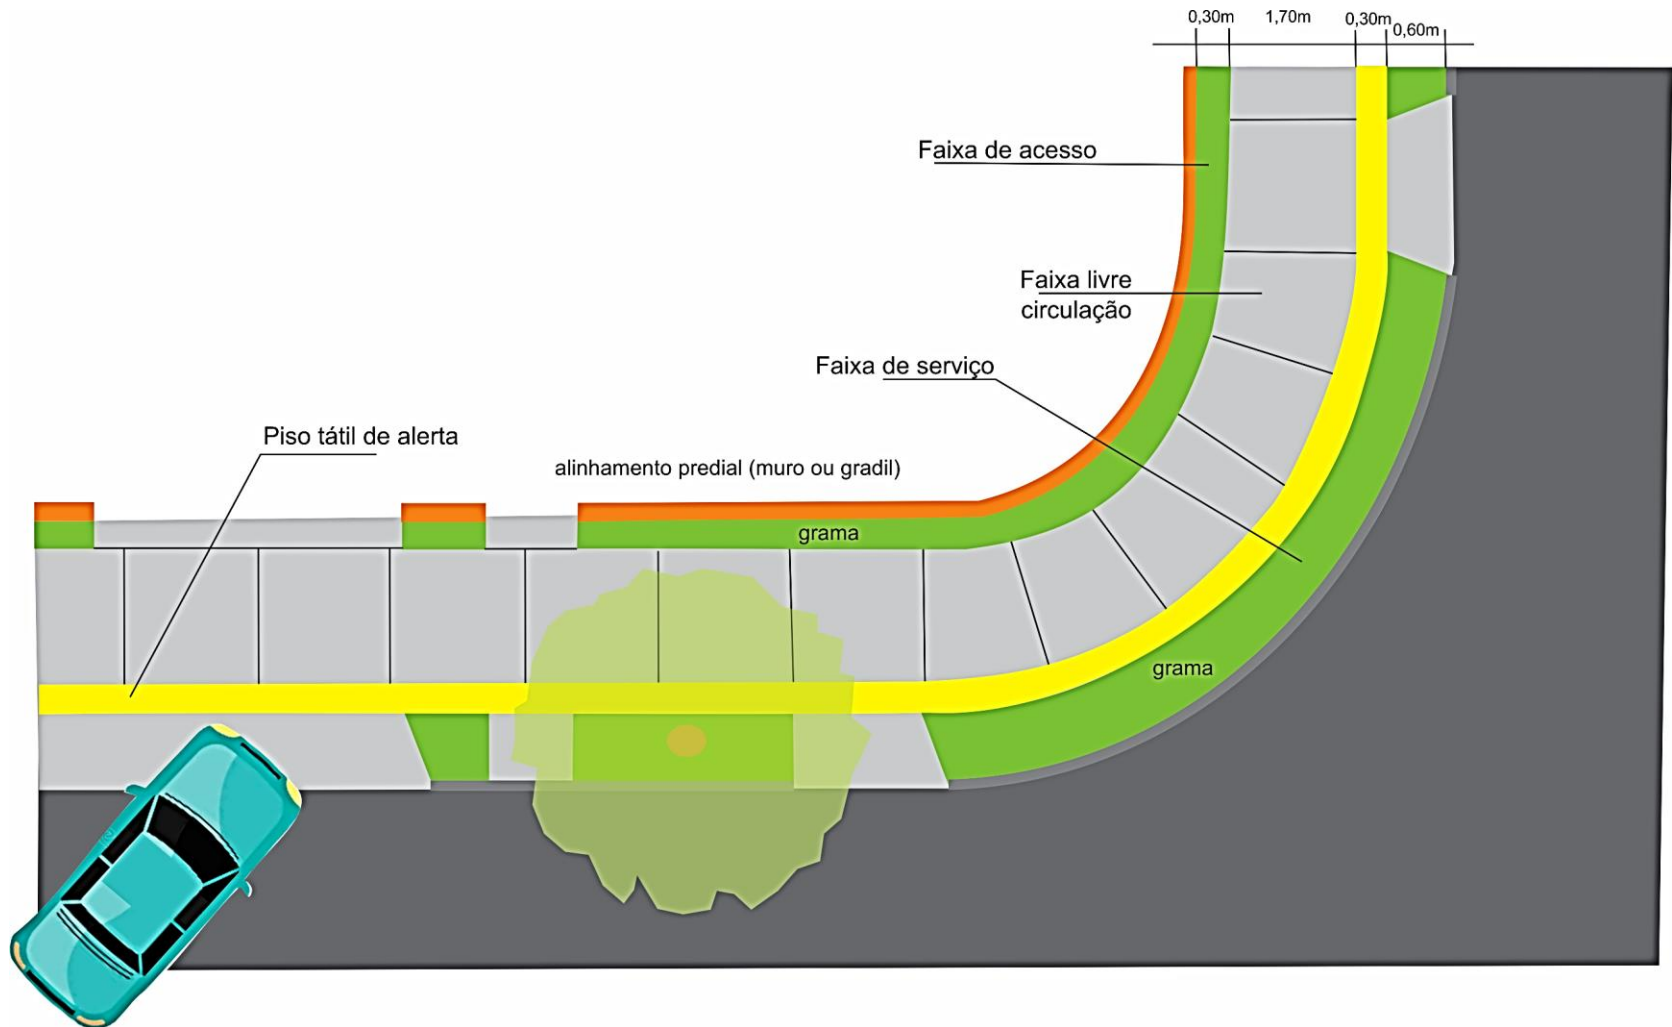 0,30m
1,70m
0,30m
0,60m
Faixa de acesso
Faixa livre
circulação
Faixa de serviço
Piso tátil de alerta
alinhamento predial (muro ou gradil)
grama
grama